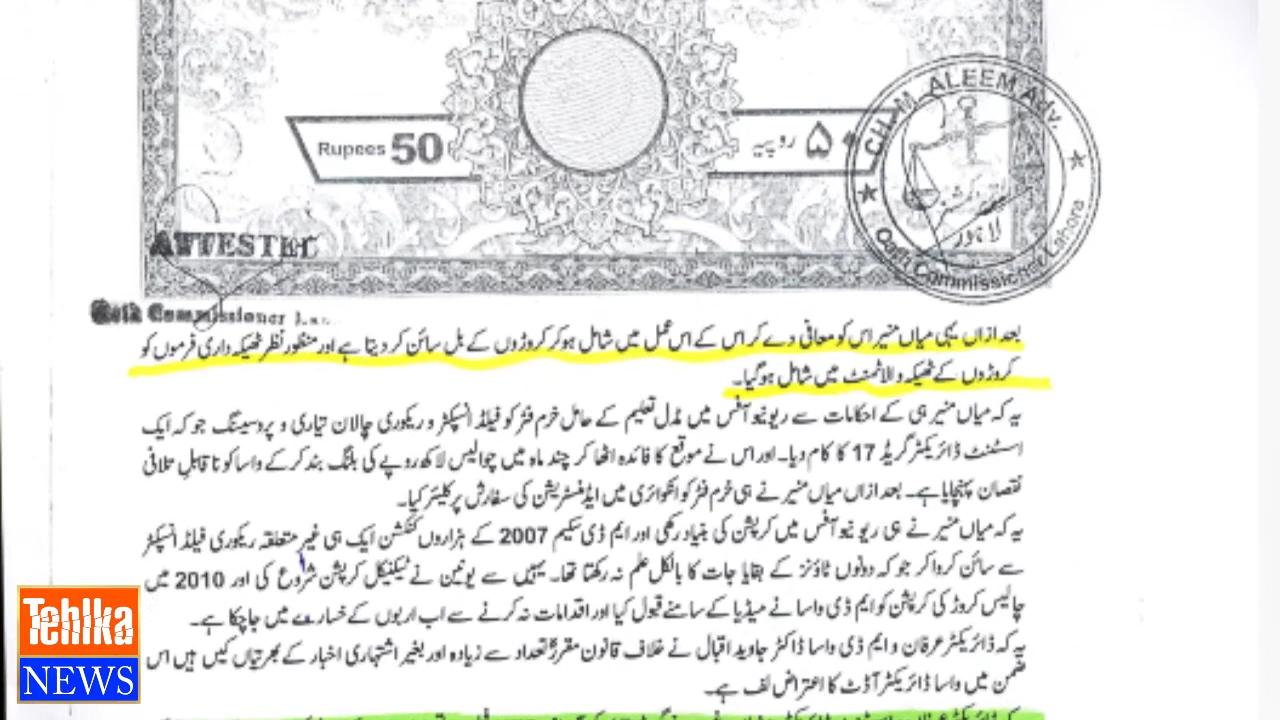 Rupees 50
۵۰ روپیہ
CH. M. ALEEM Adv.
Oath Commissioner Lahore
لاہور
ATTESTED
Oath Commissioner
بعد ازاں یہی میاں منیر اس کو معافی دے کر اس کے اس عمل میں شامل ہو کر کروڑوں کے بل سائن کر دیتا ہے اور منظور نظر ٹھیکہ داری فرموں کو
کروڑوں کے ٹھیکہ والاٹمنٹ میں شامل ہو گیا۔
یہ کہ میاں منیر ہی کے احکامات سے ریونیو آفس میں مڈل تعلیم کے حامل خرم فٹر کو فیلڈ انسپکٹر و ریکوری چالان تیاری و پروسیسنگ جو کہ ایک
اسسٹنٹ ڈائریکٹر گریڈ 17 کا کام دیا۔ اور اس نے موقع کا فائدہ اٹھا کر چند ماہ میں چوالیس لاکھ روپے کی بلنگ بند کر کے واسا کو ناقابل تلافی
نقصان پہنچایا ہے۔ بعد ازاں میاں منیر نے ہی خرم فٹر کو انکوائری میں ایڈمنسٹریشن کی سفارش پر کلیئر کیا۔
یہ کہ میاں منیر نے ہی ریونیو آفس میں کرپشن کی بنیاد رکھی اور ایم ڈی سکیم 2007 کے ہزاروں کنکشن ایک ہی غیر متعلقہ ریکوری فیلڈ انسپکٹر
سے سائن کروا کر جو کہ دونوں ٹاؤنز کے بقایا جات کا بالکل علم نہ رکھتا تھا۔ یہیں سے یونین نے ٹیکنیکل کرپشن شروع کی اور 2010 میں
چالیس کروڑ کی کرپشن کو ایم ڈی واسا نے میڈیا کے سامنے قبول کیا اور اقدامات نہ کرنے سے اب اربوں کے خسارے میں جا چکا ہے۔
یہ کہ ڈائریکٹر عرفان و ایم ڈی واسا ڈاکٹر جاوید اقبال نے خلاف قانون مقررہ تعداد سے زیادہ اور بغیر اشتہاری اخبار کے بھرتیاں کیں ہیں اس
ضمن میں واسا ڈائریکٹر آڈٹ کا اعتراض لف ہے۔
Tehlka
NEWS